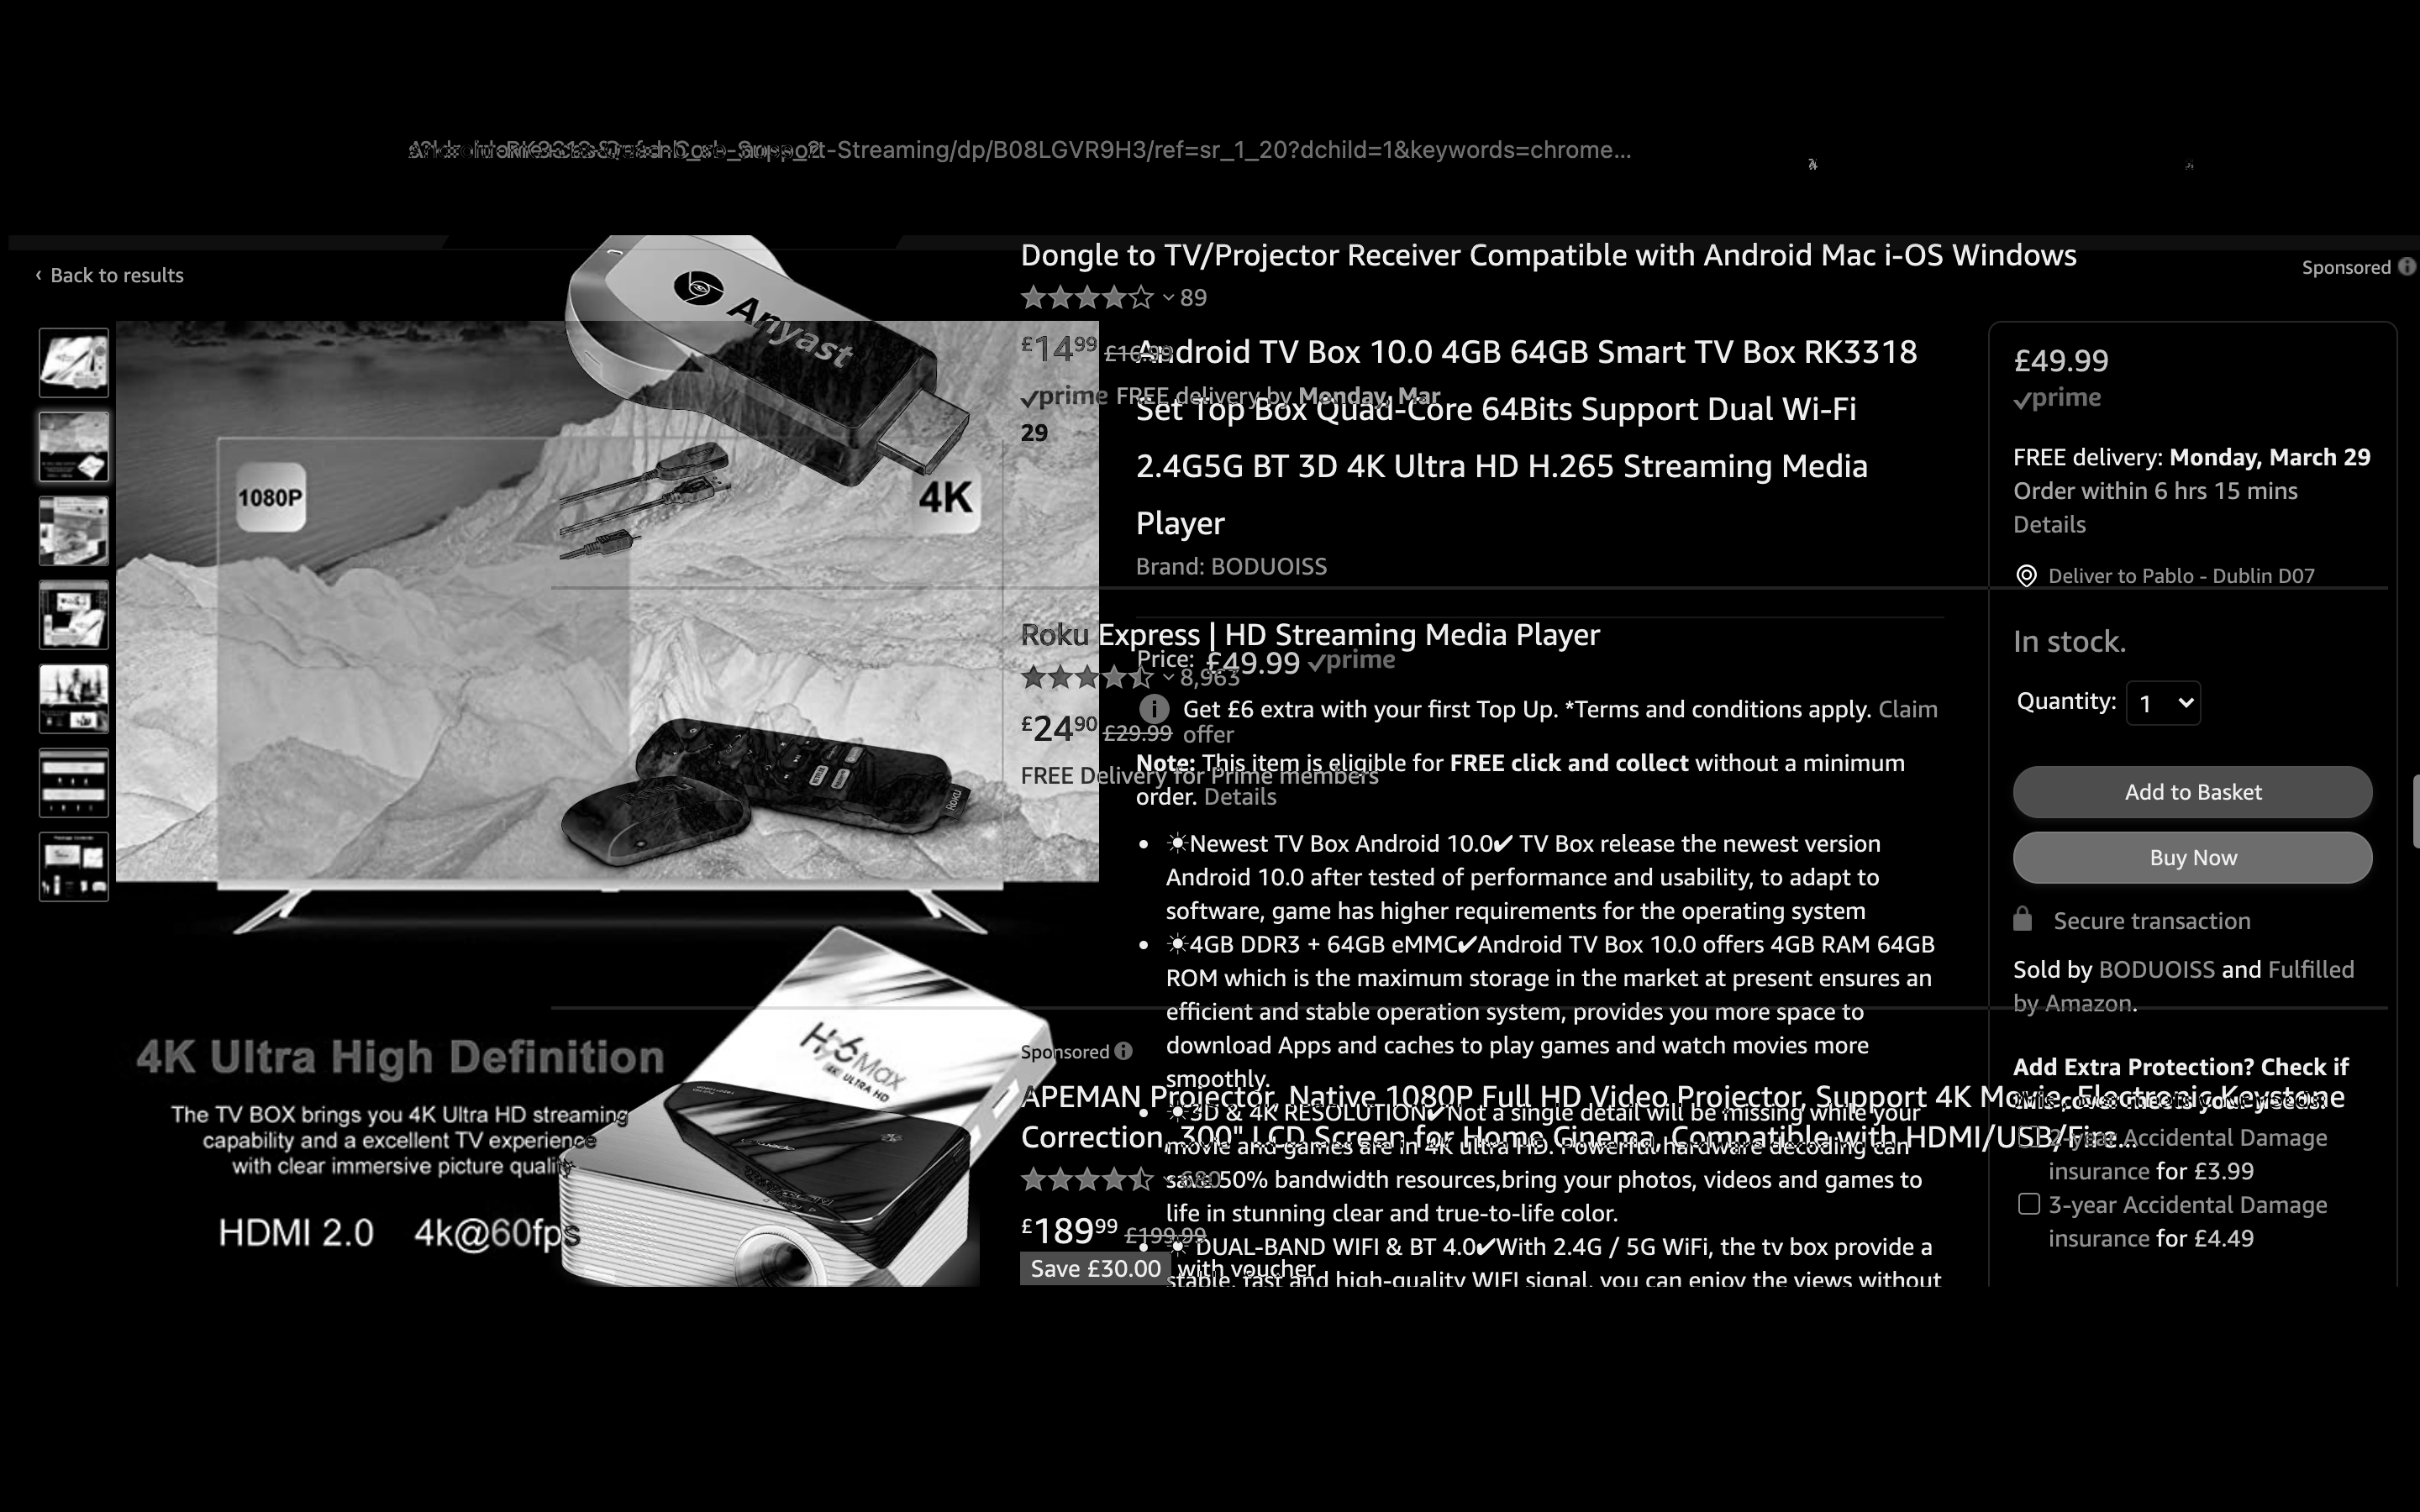 -Streaming/dp/B08LGVR9H3/ref=sr_1_20?dchild=1&keywords=chrome...
Dongle to TV/Projector Receiver Compatible with Android Mac i-OS Windows
‹ Back to results
Sponsored
89
Anyast
£14.99 £16.99
prime FREE delivery by Monday, Mar
29
1080P
4K
Android TV Box 10.0 4GB 64GB Smart TV Box RK3318
Set Top Box Quad-Core 64Bits Support Dual Wi-Fi
2.4G5G BT 3D 4K Ultra HD H.265 Streaming Media
Player
Brand: BODUOISS
£49.99
prime
FREE delivery: Monday, March 29
Order within 6 hrs 15 mins
Details
Deliver to Pablo - Dublin D07
Roku Express | HD Streaming Media Player
8,963
£24.90 £29.99
FREE Delivery for Prime members
Roku
Price: £49.99 prime
Get £6 extra with your first Top Up. *Terms and conditions apply. Claim
offer
Note: This item is eligible for FREE click and collect without a minimum
order. Details
In stock.
Quantity: 1
Add to Basket
Buy Now
Secure transaction
Sold by BODUOISS and Fulfilled
by Amazon.
• ☀Newest TV Box Android 10.0✔ TV Box release the newest version
Android 10.0 after tested of performance and usability, to adapt to
software, game has higher requirements for the operating system
• ☀4GB DDR3 + 64GB eMMC✔Android TV Box 10.0 offers 4GB RAM 64GB
ROM which is the maximum storage in the market at present ensures an
efficient and stable operation system, provides you more space to
download Apps and caches to play games and watch movies more
smoothly.
• ☀3D & 4K RESOLUTION✔Not a single detail will be missing while your
movie and games are in 4K ultra HD. Powerful hardware decoding can
save 50% bandwidth resources,bring your photos, videos and games to
life in stunning clear and true-to-life color.
• ☀ DUAL-BAND WIFI & BT 4.0✔With 2.4G / 5G WiFi, the tv box provide a
stable, fast and high-quality WIFI signal, you can enjoy the views without
4K Ultra High Definition
The TV BOX brings you 4K Ultra HD streaming
capability and a excellent TV experience
with clear immersive picture quality
HDMI 2.0 4k@60fps
H96Max
4K ULTRA HD
Sponsored
APEMAN Projector, Native 1080P Full HD Video Projector, Support 4K Movie, Electronic Keystone
Correction, 300" LCD Screen for Home Cinema, Compatible with HDMI/USB/Fire...
680
£189.99 £199.99
Save £30.00 with voucher
Add Extra Protection? Check if
2-year Accidental Damage
insurance for £3.99
3-year Accidental Damage
insurance for £4.49